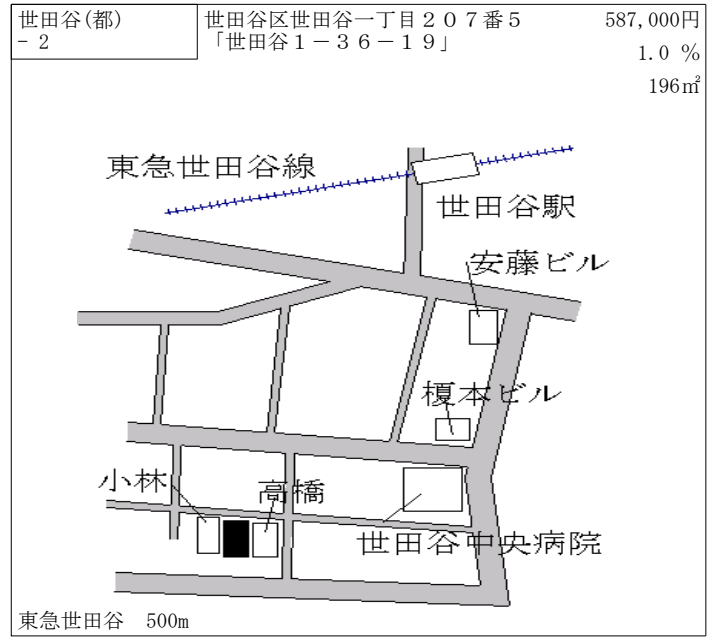 世田谷(都)
－２
世田谷区世田谷一丁目２０７番５
「世田谷１－３６－１９」
587,000円
1.0 %
196㎡
東急世田谷線
世田谷駅
安藤ビル
榎本ビル
小林
高橋
世田谷中央病院
東急世田谷 500m